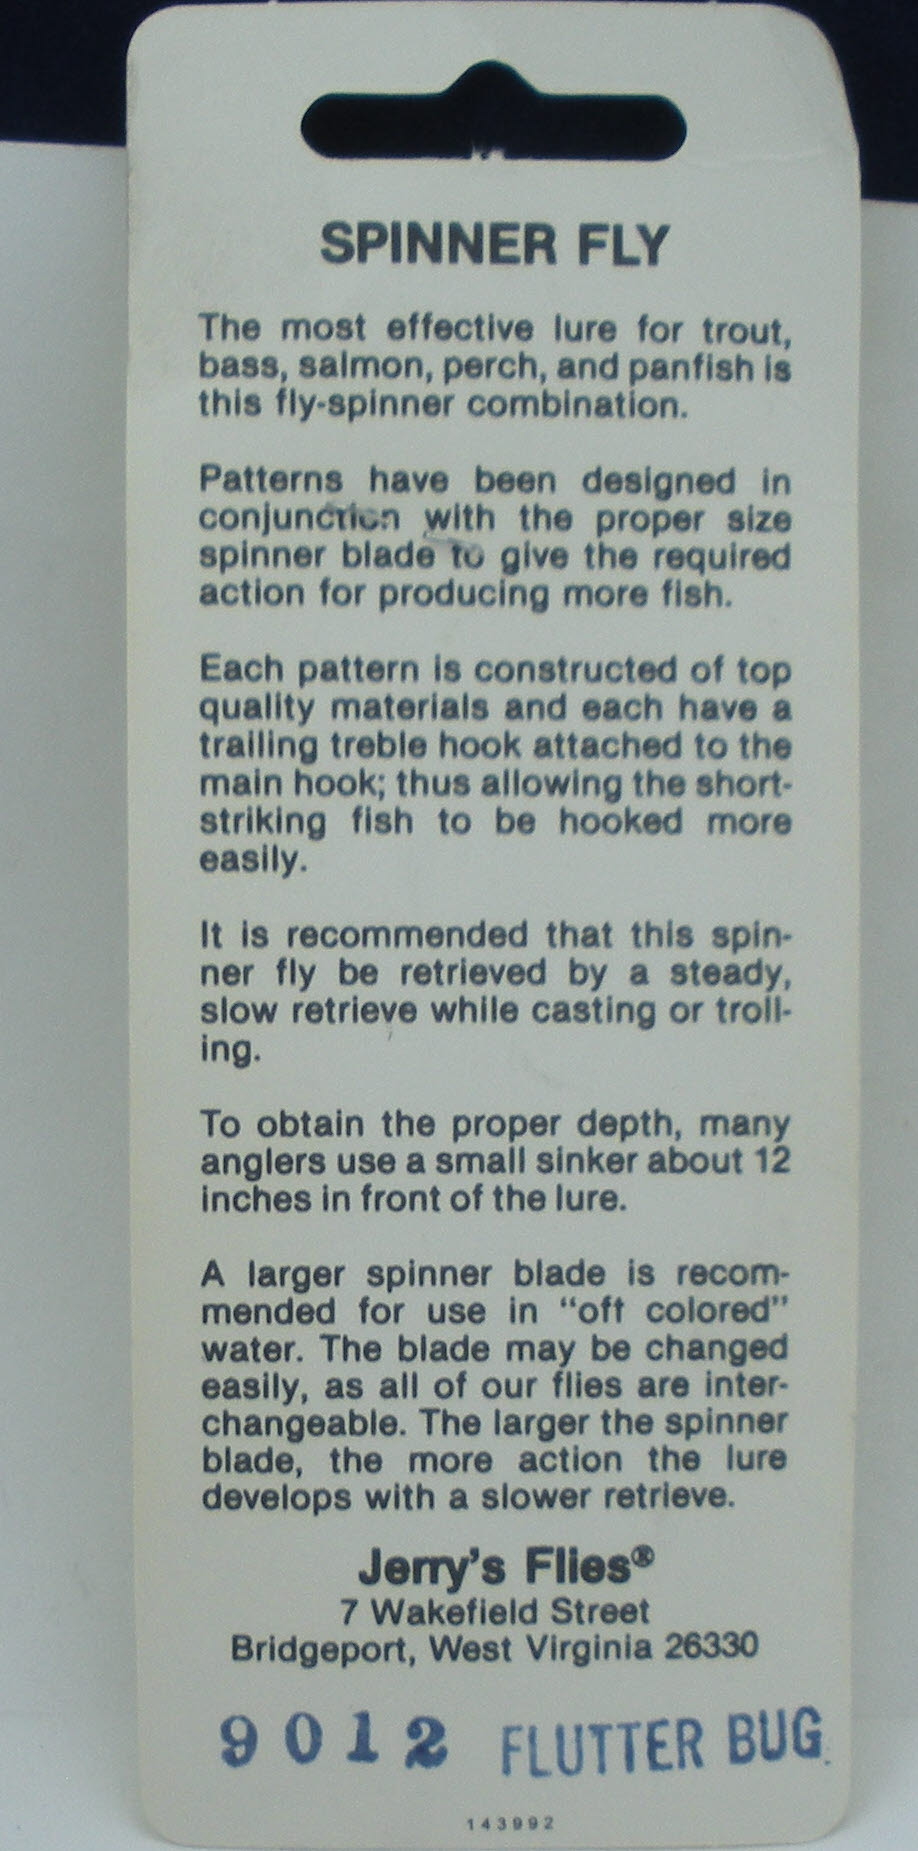 SPINNER FLY
The most effective lure for trout,
bass, salmon, perch, and panfish is
this fly-spinner combination.
Patterns have been designed in
conjunction with the proper size
spinner blade to give the required
action for producing more fish.
Each pattern is constructed of top
quality materials and each have a
trailing treble hook attached to the
main hook; thus allowing the short-
striking fish to be hooked more
easily.
It is recommended that this spin-
ner fly be retrieved by a steady,
slow retrieve while casting or troll-
ing.
To obtain the proper depth, many
anglers use a small sinker about 12
inches in front of the lure.
A larger spinner blade is recom-
mended for use in “oft colored”
water. The blade may be changed
easily, as all of our flies are inter-
changeable. The larger the spinner
blade, the more action the lure
develops with a slower retrieve.
Jerry’s Flies®
7 Wakefield Street
Bridgeport, West Virginia 26330
9012 FLUTTER BUG
143992